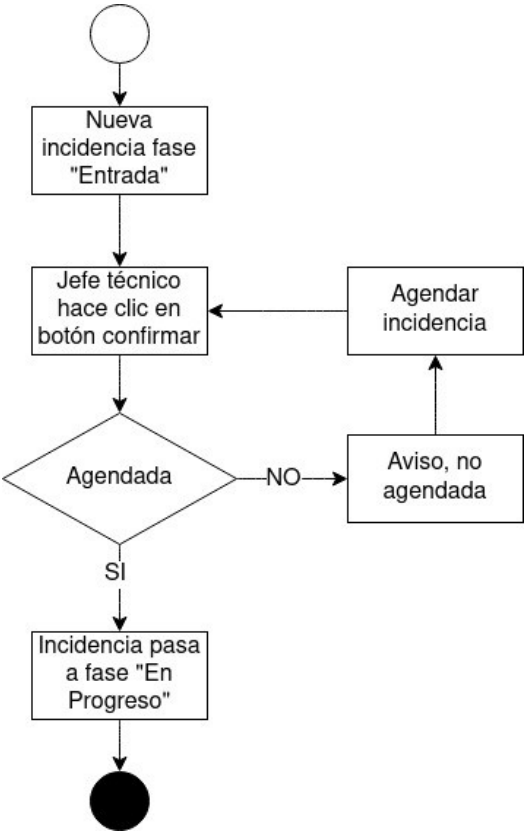 Nueva
incidencia fase
"Entrada"
Jefe técnico
hace clic en
botón confirmar
Agendar
incidencia
Agendada
NO
Aviso, no
agendada
SI
Incidencia pasa
a fase "En
Progreso"